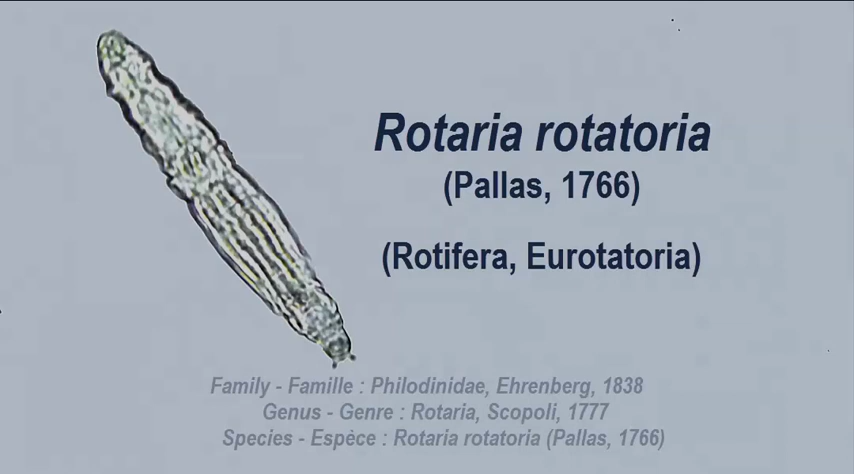 Rotaria rotatoria
(Pallas, 1766)
(Rotifera, Eurotatoria)
Family - Famille : Philodinidae, Ehrenberg, 1838
Genus - Genre : Rotaria, Scopoli, 1777
Species - Espèce : Rotaria rotatoria (Pallas, 1766)